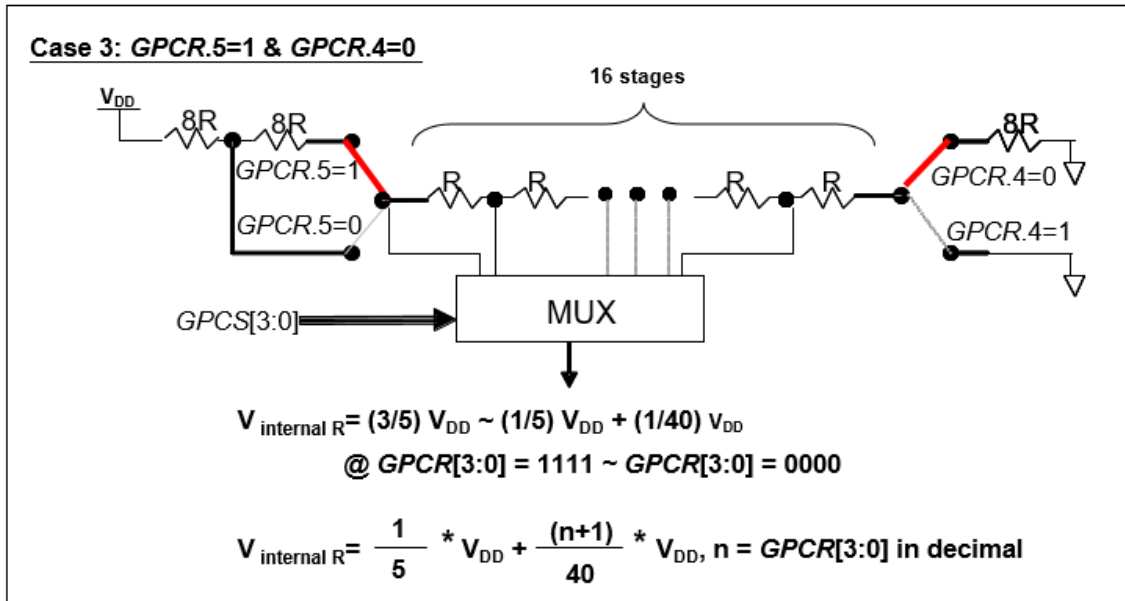 Case 3: GPCR.5=1 & GPCR.4=0
16 stages
VDD
8R 8R 8R
GPCR.5=1 R R R R GPCR.4=0
GPCR.5=0 GPCR.4=1
MUX
GPCS[3:0]
V internal R= (3/5) VDD ~ (1/5) VDD + (1/40) VDD
@ GPCR[3:0] = 1111 ~ GPCR[3:0] = 0000
V internal R= 1/5 * VDD + (n+1)/40 * VDD, n = GPCR[3:0] in decimal